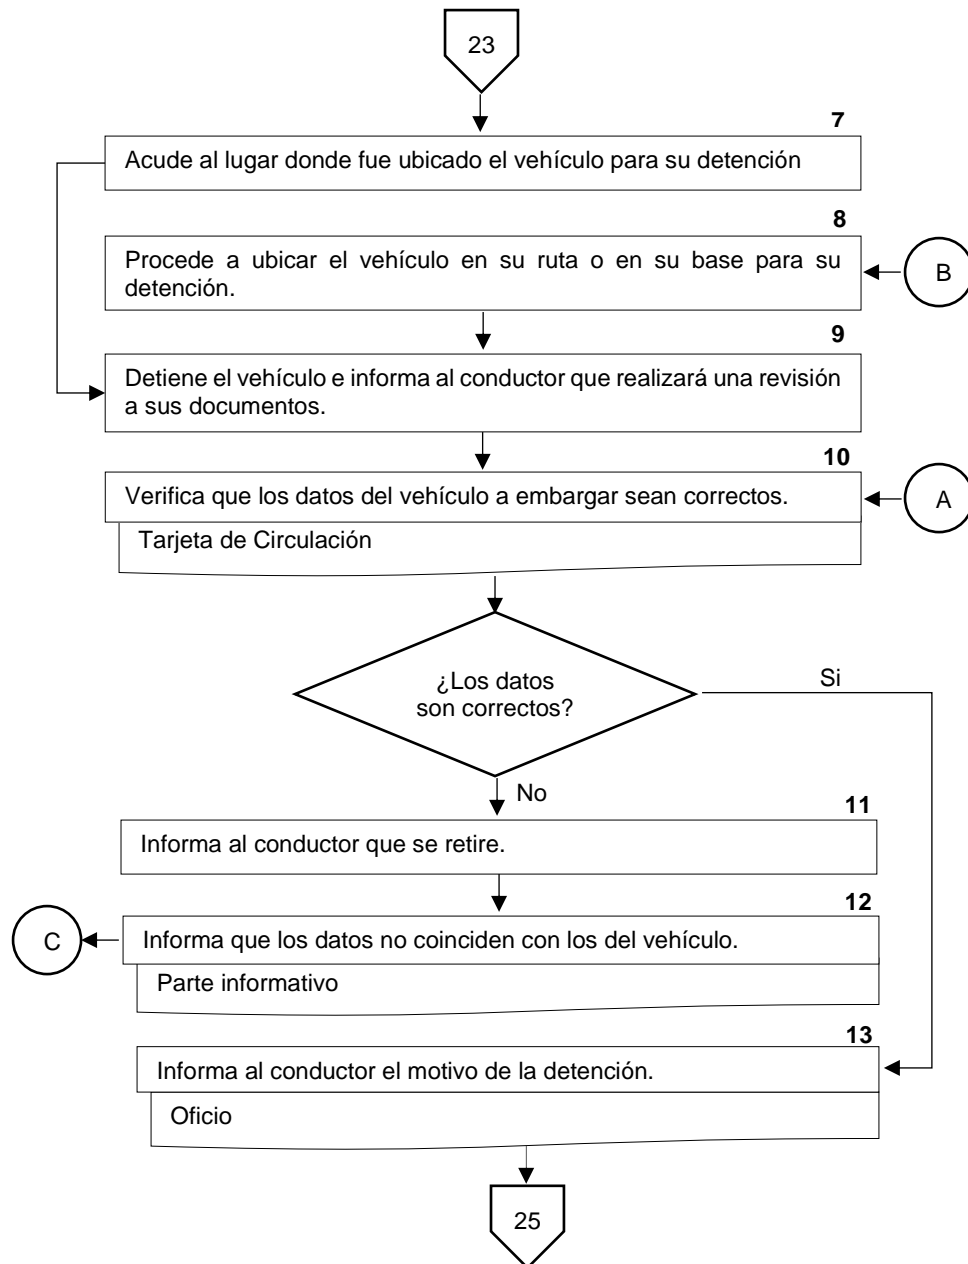 23
7
Acude al lugar donde fue ubicado el vehículo para su detención
8
Procede a ubicar el vehículo en su ruta o en su base para su
detención.
B
9
Detiene el vehículo e informa al conductor que realizará una revisión
a sus documentos.
10
Verifica que los datos del vehículo a embargar sean correctos.
A
Tarjeta de Circulación
¿Los datos
son correctos?
Si
No
11
Informa al conductor que se retire.
12
C
Informa que los datos no coinciden con los del vehículo.
Parte informativo
13
Informa al conductor el motivo de la detención.
Oficio
25